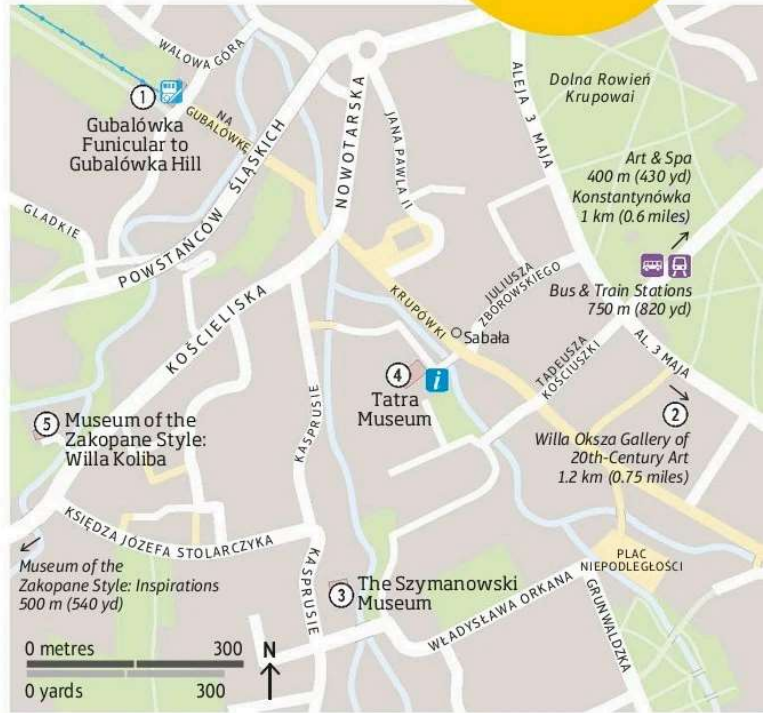 WALOWA GÓRA
1
Gubałówka
Funicular to
Gubałówka Hill
NA
GUBAŁÓWKĘ
GLADKIE
POWSTAŃCÓW ŚLĄSKICH
NOWOTARSKA
JANA PAWŁA II
ALEJA 3 MAJA
Dolna Rowień
Krupowai
Art & Spa
400 m (430 yd)
Konstantynówka
1 km (0.6 miles)
Bus & Train Stations
750 m (820 yd)
KOŚCIELISKA
KRUPÓWKI
JULIUSZA
ZBOROWSKIEGO
Sabała
TADEUSZA
KOŚCIUSZKI
AL. 3 MAJA
4
i
Tatra
Museum
2
Willa Oksza Gallery of
20th-Century Art
1.2 km (0.75 miles)
5
Museum of the
Zakopane Style:
Willa Koliba
KASPRUSIE
KSIĘDZA JÓZEFA STOLARCZYKA
Museum of the
Zakopane Style: Inspirations
500 m (540 yd)
KASPRUSIE
3
The Szymanowski
Museum
WŁADYSŁAWA ORKANA
PLAC
NIEPODLEGŁOŚCI
GRUNWALDZKA
0 metres 300
0 yards 300
N